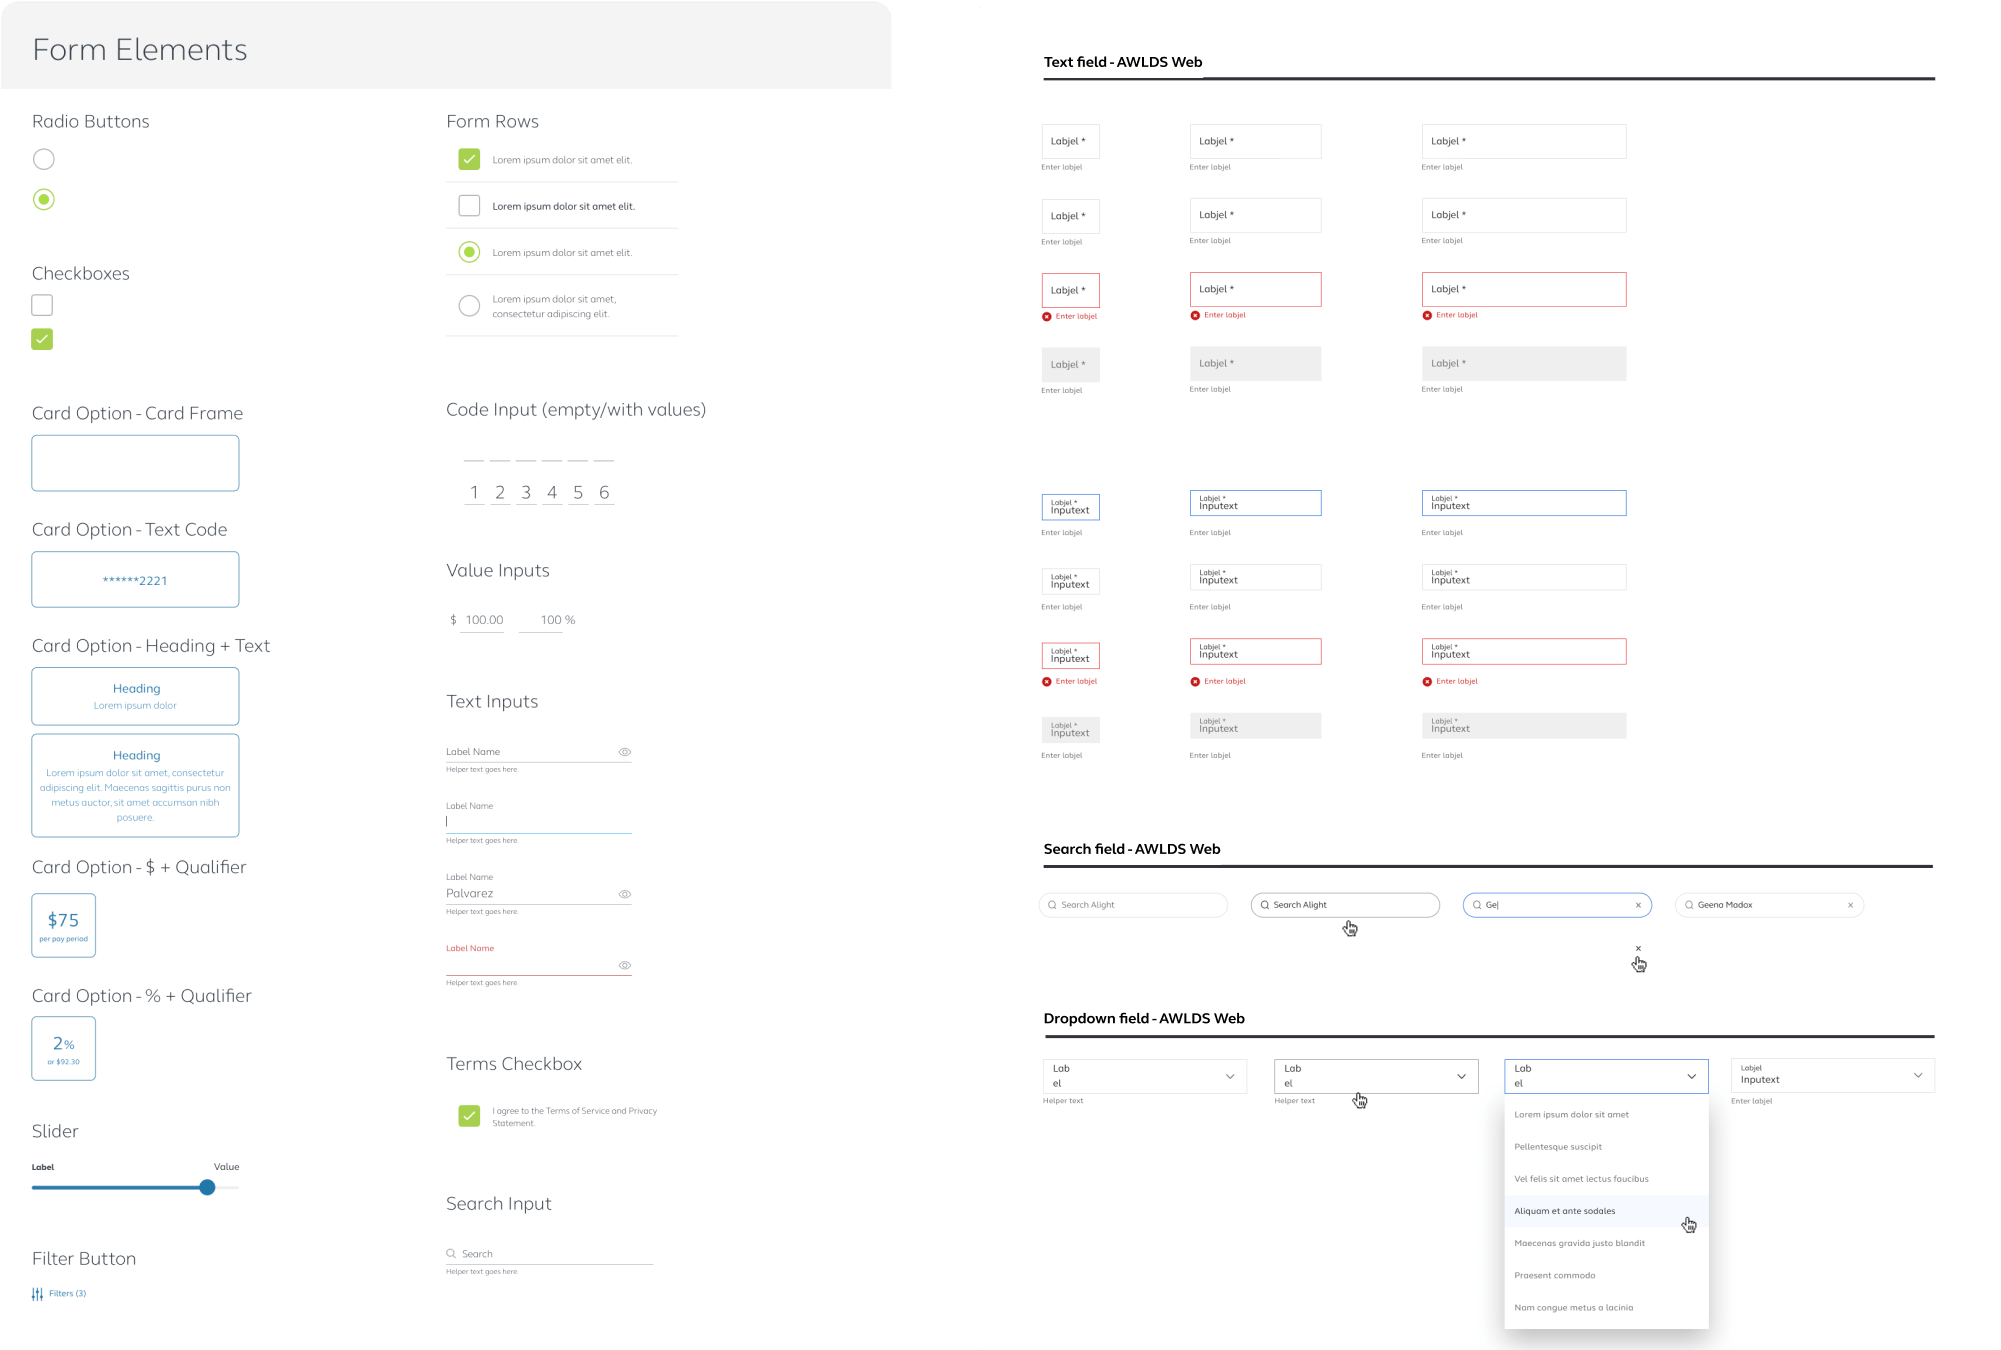 Form Elements
Radio Buttons
Checkboxes
Card Option - Card Frame
Card Option - Text Code
******2221
Card Option - Heading + Text
Heading
Lorem ipsum dolor
Heading
Lorem ipsum dolor sit amet, consectetur
adipiscing elit. Maecenas sagittis purus non
metus auctor, sit amet accumsan nibh
posuere.
Card Option - $ + Qualifier
$75
per pay period
Card Option - % + Qualifier
2%
or $92.30
Slider
Label Value
Filter Button
Filters (3)
Form Rows
Lorem ipsum dolor sit amet elit.
Lorem ipsum dolor sit amet elit.
Lorem ipsum dolor sit amet elit.
Lorem ipsum dolor sit amet,
consectetur adipiscing elit.
Code Input (empty/with values)
1 2 3 4 5 6
Value Inputs
$ 100.00 100 %
Text Inputs
Label Name
Helper text goes here
Label Name
Helper text goes here
Label Name
Palvarez
Helper text goes here
Label Name
Helper text goes here
Terms Checkbox
I agree to the Terms of Service and Privacy
Statement.
Search Input
Search
Helper text goes here
Text field - AWLDS Web
Labjel * Labjel * Labjel *
Enter labjel Enter labjel Enter labjel
Labjel * Labjel * Labjel *
Enter labjel Enter labjel Enter labjel
Labjel * Labjel * Labjel *
Enter labjel Enter labjel Enter labjel
Labjel * Labjel * Labjel *
Enter labjel Enter labjel Enter labjel
Labjel * Labjel * Labjel *
Inputext Inputext Inputext
Enter labjel Enter labjel Enter labjel
Labjel * Labjel * Labjel *
Inputext Inputext Inputext
Enter labjel Enter labjel Enter labjel
Labjel * Labjel * Labjel *
Inputext Inputext Inputext
Enter labjel Enter labjel Enter labjel
Labjel * Labjel * Labjel *
Inputext Inputext Inputext
Enter labjel Enter labjel Enter labjel
Search field - AWLDS Web
Search Alight Search Alight Ge Geena Madox
Dropdown field - AWLDS Web
Lab
el
Helper text
Lab
el
Helper text
Lab
el
Lorem ipsum dolor sit amet
Pellentesque suscipit
Vel felis sit amet lectus faucibus
Aliquam et ante sodales
Maecenas gravida justo blandit
Praesent commodo
Nam congue metus a lacinia
Labjel
Inputext
Enter labjel